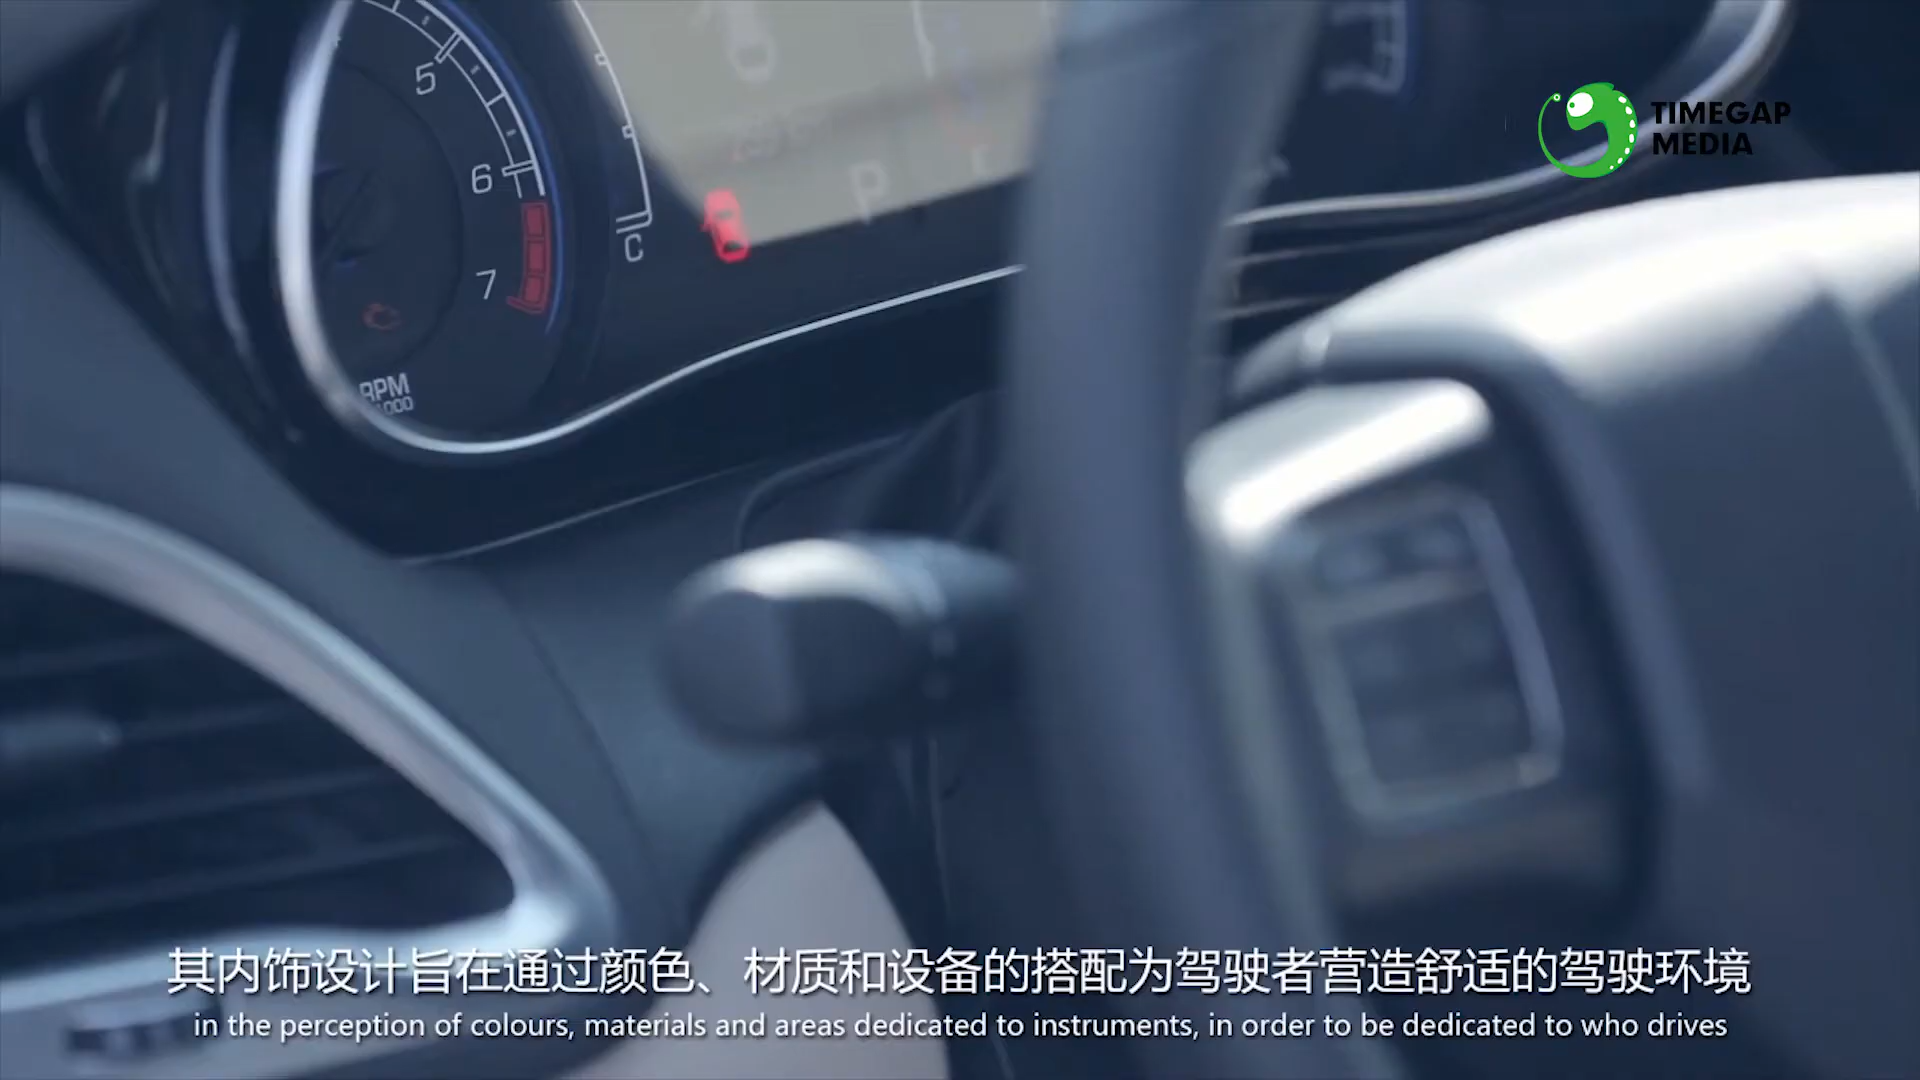 5
6
7
C
P
RPM
TIMEGAP
MEDIA
其内饰设计旨在通过颜色、材质和设备的搭配为驾驶者营造舒适的驾驶环境
in the perception of colours, materials and areas dedicated to instruments, in order to be dedicated to who drives